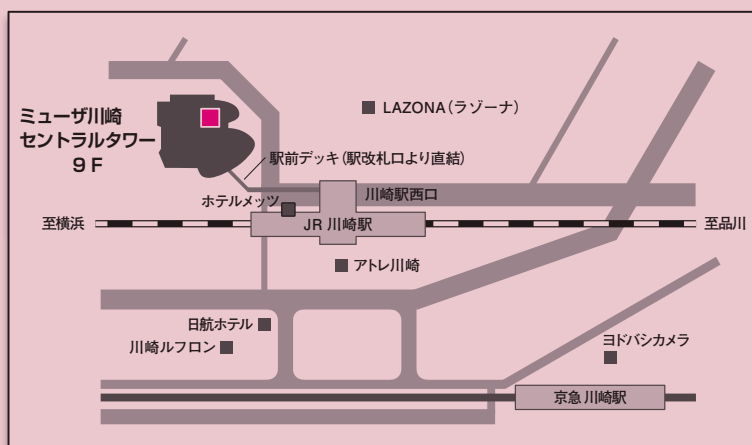 ミューザ川崎
セントラルタワー
9F
LAZONA（ラゾーナ）
駅前デッキ（駅改札口より直結）
川崎駅西口
ホテルメッツ
至横浜
JR 川崎駅
至品川
アトレ川崎
日航ホテル
川崎ルフロン
ヨドバシカメラ
京急川崎駅